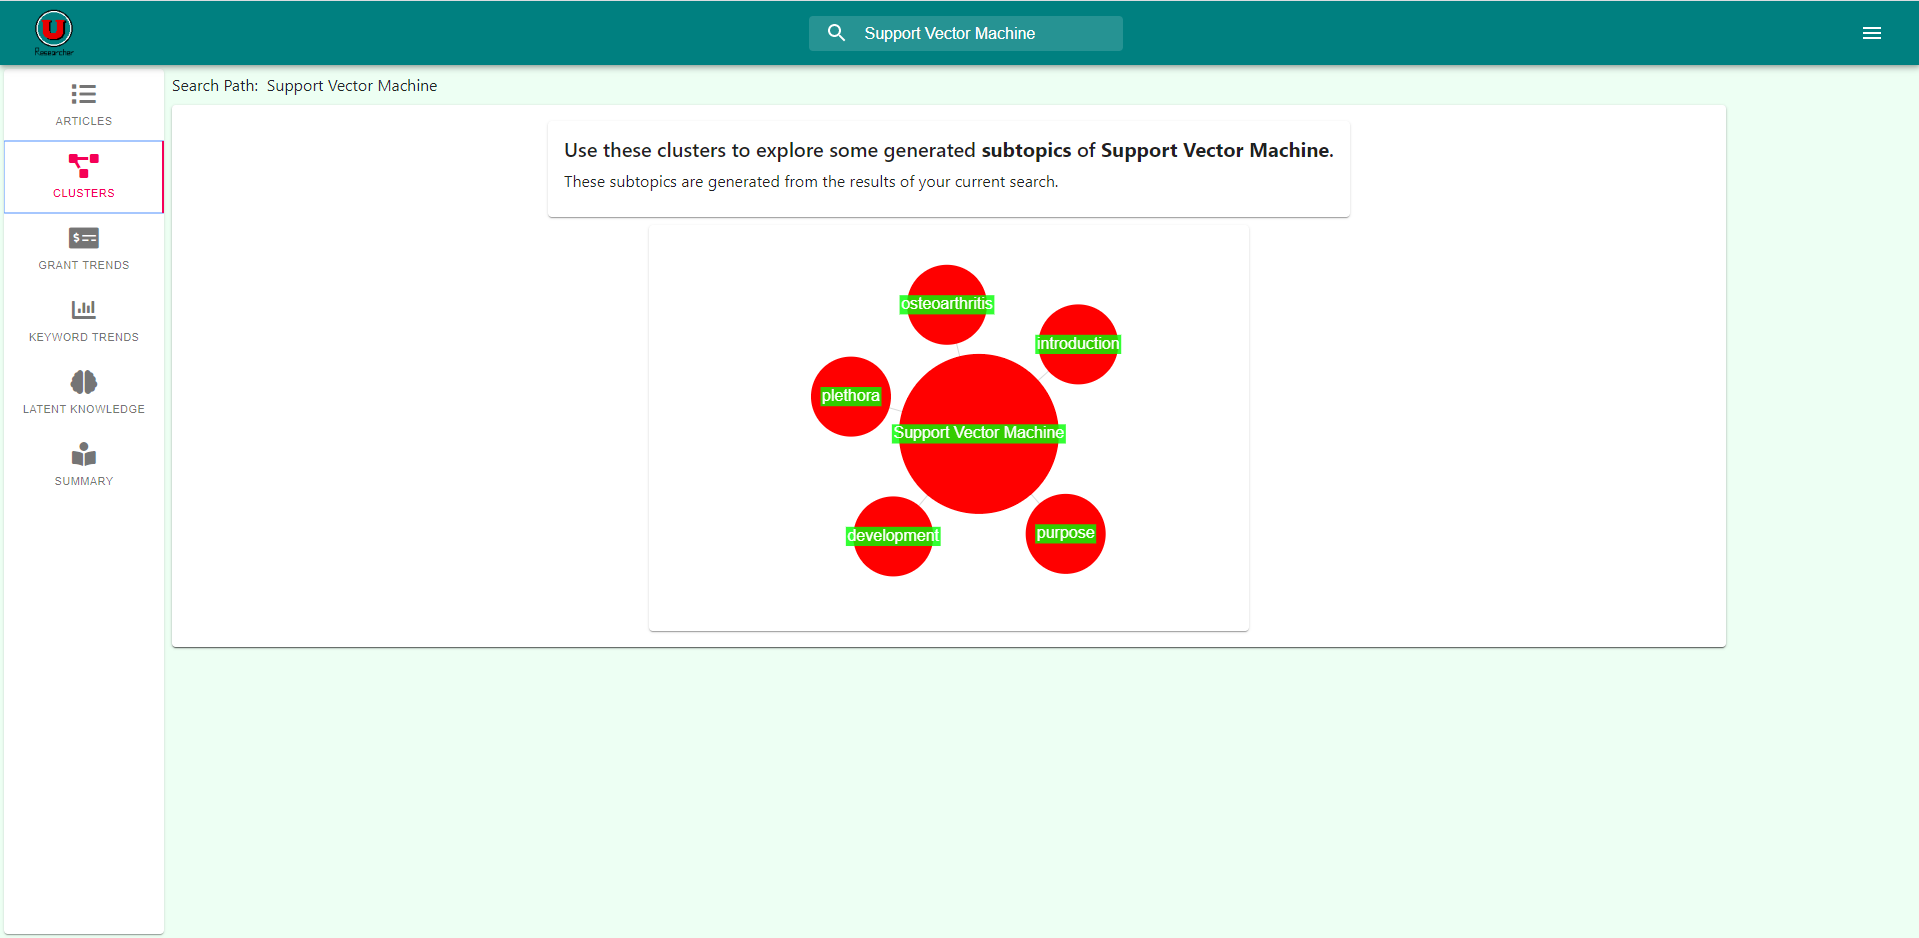 U
Researcher
Support Vector Machine
ARTICLES
CLUSTERS
$
GRANT TRENDS
KEYWORD TRENDS
LATENT KNOWLEDGE
SUMMARY
Search Path: Support Vector Machine
Use these clusters to explore some generated subtopics of Support Vector Machine.
These subtopics are generated from the results of your current search.
osteoarthritis
introduction
plethora
Support Vector Machine
development
purpose